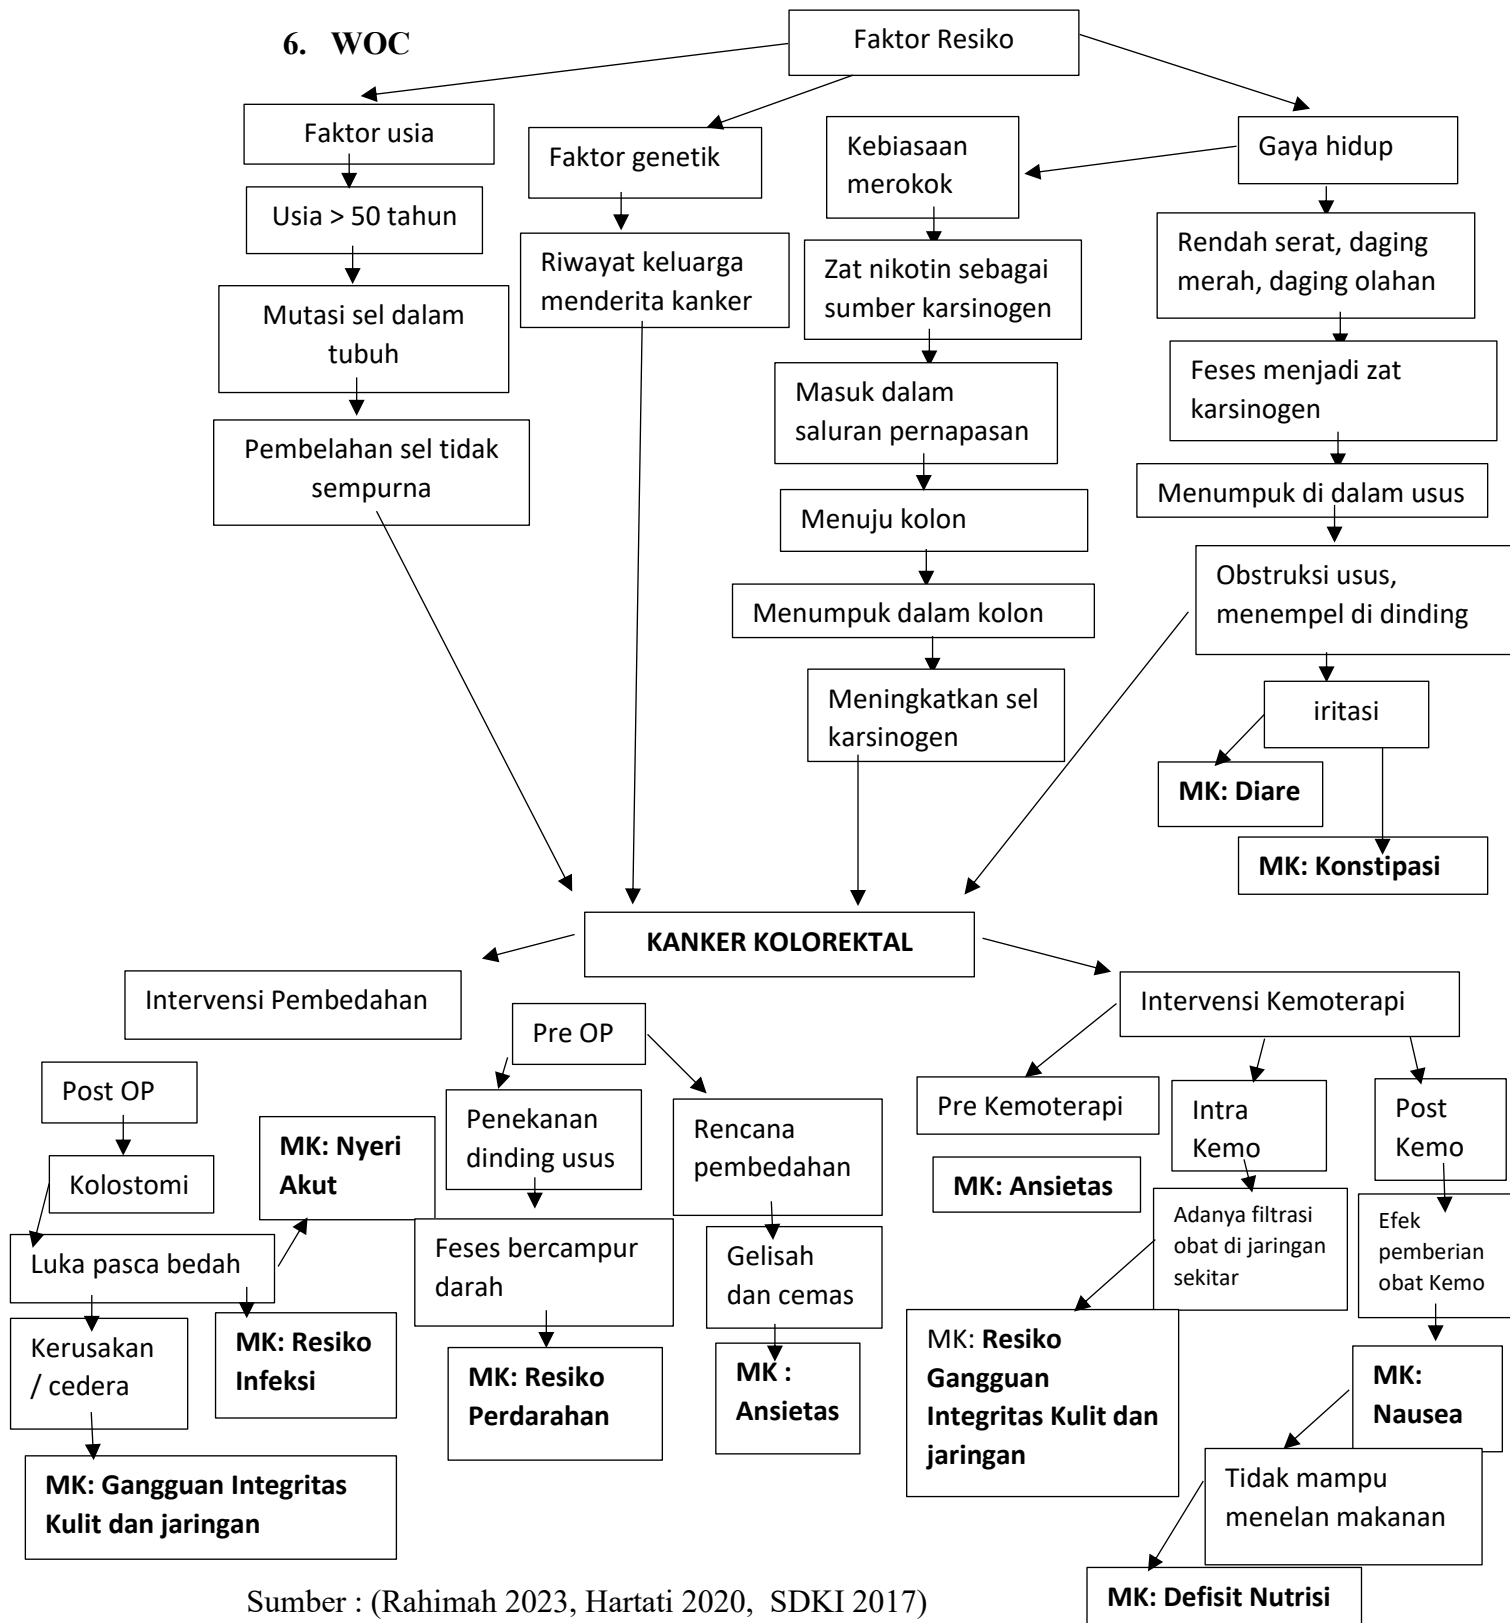 6. WOC
Faktor Resiko
Faktor usia
Faktor genetik
Kebiasaan
merokok
Gaya hidup
Usia > 50 tahun
Riwayat keluarga
menderita kanker
Zat nikotin sebagai
sumber karsinogen
Rendah serat, daging
merah, daging olahan
Mutasi sel dalam
tubuh
Masuk dalam
saluran pernapasan
Feses menjadi zat
karsinogen
Pembelahan sel tidak
sempurna
Menuju kolon
Menumpuk di dalam usus
Menumpuk dalam kolon
Obstruksi usus,
menempel di dinding
Meningkatkan sel
karsinogen
iritasi
MK: Diare
MK: Konstipasi
KANKER KOLOREKTAL
Intervensi Pembedahan
Intervensi Kemoterapi
Pre OP
Post OP
Penekanan
dinding usus
Rencana
pembedahan
Pre Kemoterapi
Intra
Kemo
Post
Kemo
Kolostomi
MK: Nyeri
Akut
MK: Ansietas
Luka pasca bedah
Feses bercampur
darah
Gelisah
dan cemas
Adanya filtrasi
obat di jaringan
sekitar
Efek
pemberian
obat Kemo
Kerusakan
/ cedera
MK: Resiko
Infeksi
MK: Resiko
Perdarahan
MK :
Ansietas
MK: Resiko
Gangguan
Integritas Kulit dan
jaringan
MK:
Nausea
MK: Gangguan Integritas
Kulit dan jaringan
Tidak mampu
menelan makanan
MK: Defisit Nutrisi
Sumber : (Rahimah 2023, Hartati 2020, SDKI 2017)